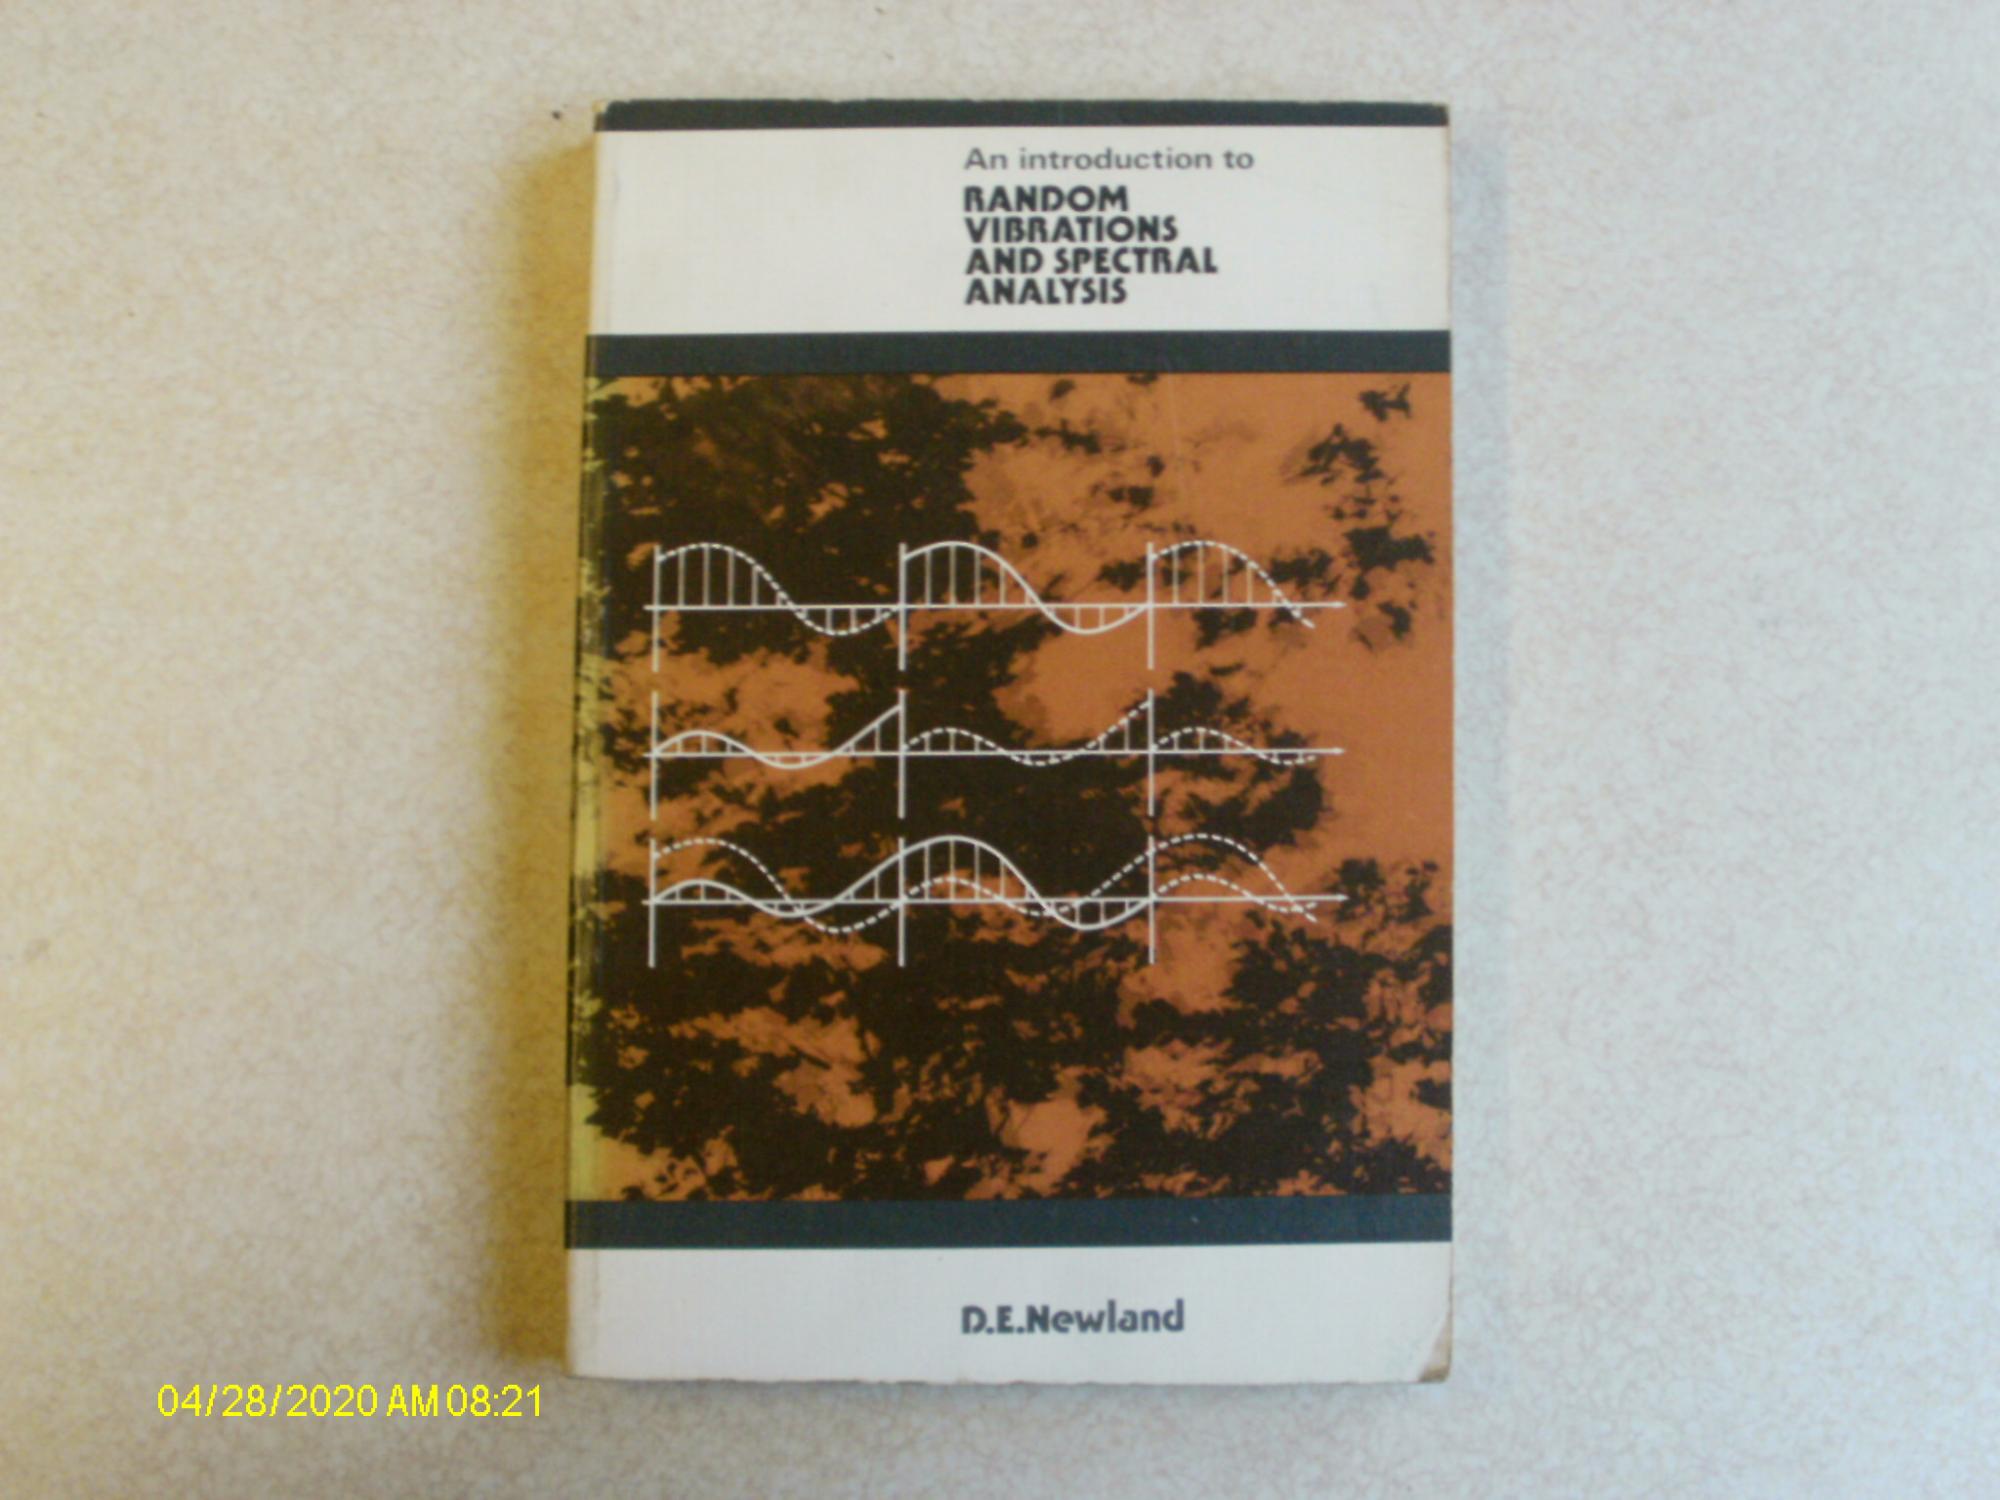 An introduction to
RANDOM
VIBRATIONS
AND SPECTRAL
ANALYSIS
D.E.Newland
04/28/2020 AM 08:21